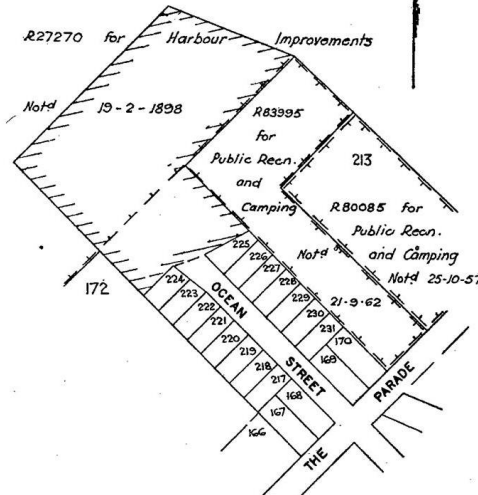 R27270 for Harbour Improvements
Notd 19-2-1898
R83995
for
Public Recn.
and
Camping
Notd
21-9-62
213
R80085 for
Public Recn.
and Camping
Notd 25-10-57
172
225
226
227
228
229
230
231
170
169
OCEAN
STREET
224
223
222
221
220
219
218
217
168
167
166
THE PARADE